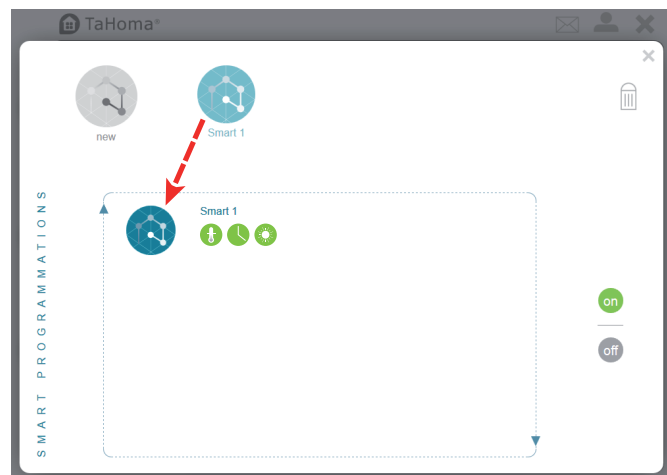 TaHoma®
new
Smart 1
SMART PROGRAMMATIONS
Smart 1
on
off